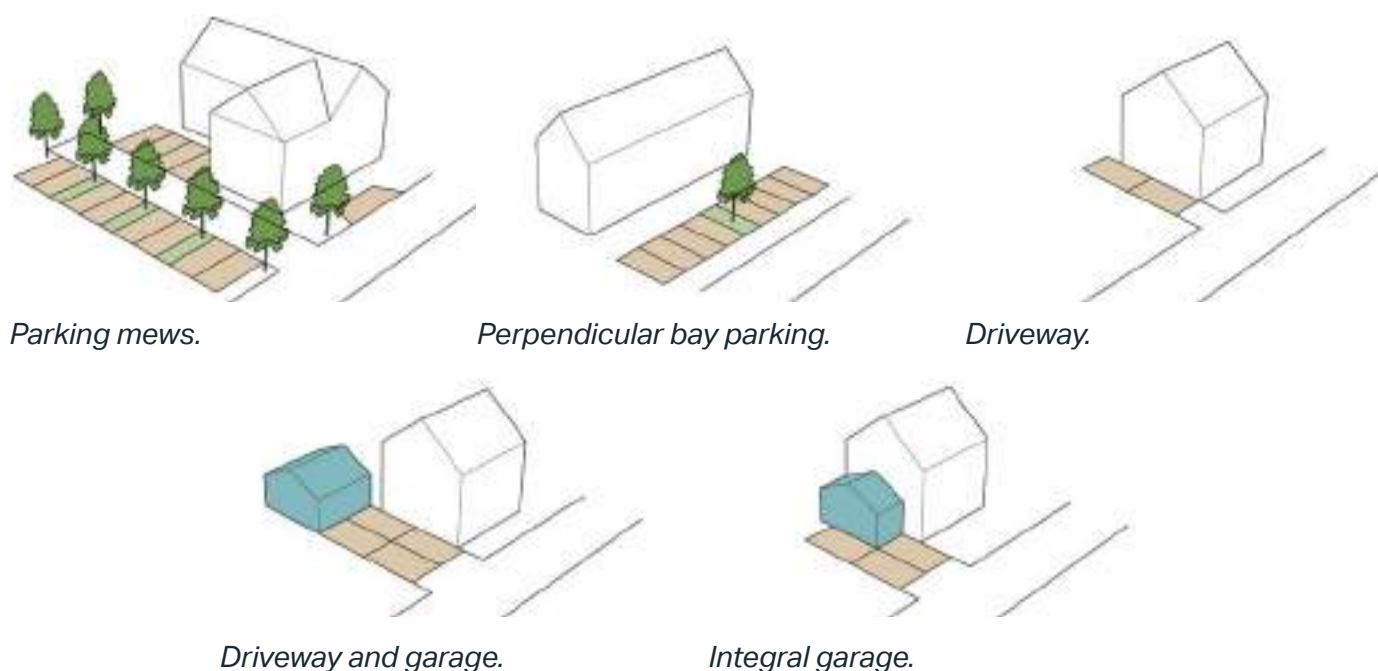 Parking mews.
Perpendicular bay parking.
Driveway.
Driveway and garage.
Integral garage.